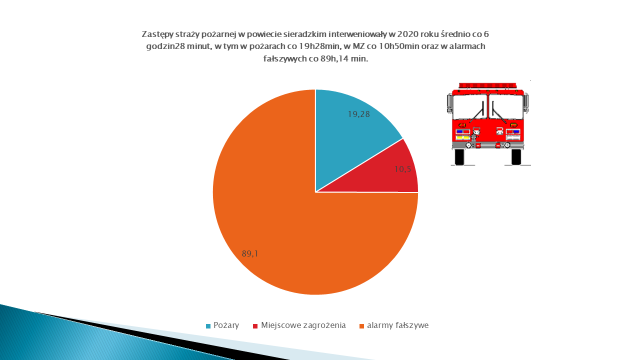 Zastępy straży pożarnej w powiecie sieradzkim interweniowały w 2020 roku średnio co 6
godzin28 minut, w tym w pożarach co 19h28min, w MZ co 10h50min oraz w alarmach
fałszywych co 89h,14 min.
19,28
10,5
89,1
Pożary Miejscowe zagrożenia alarmy fałszywe